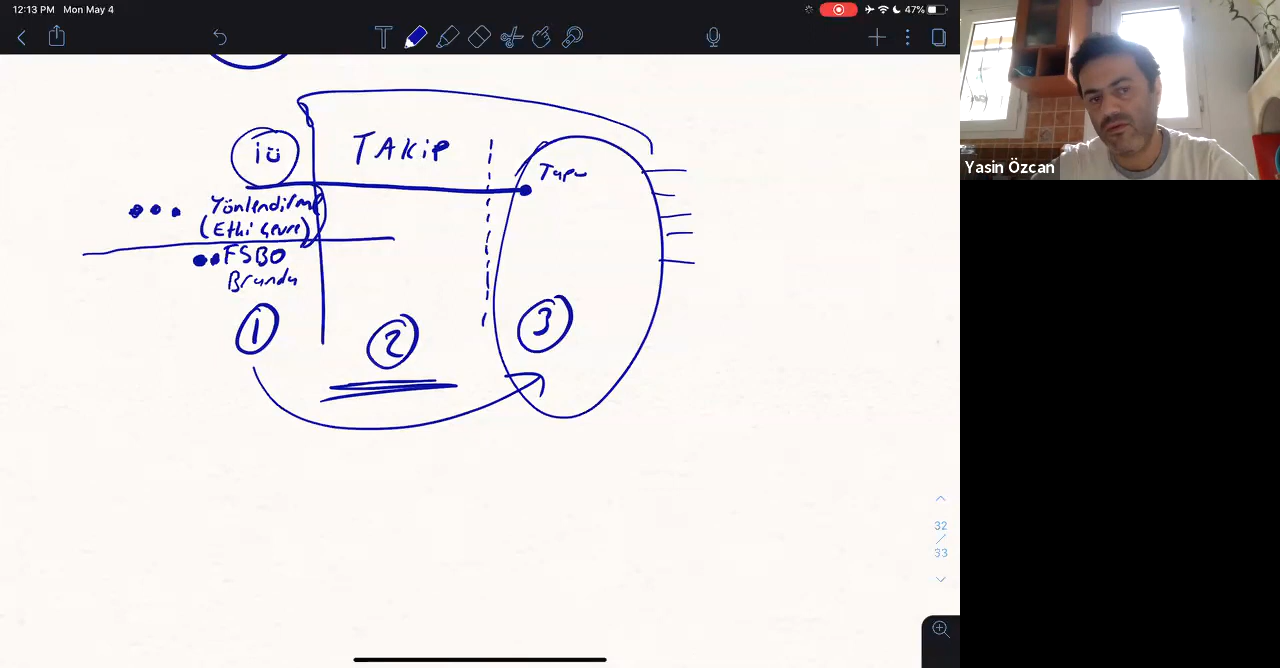 12:13 PM Mon May 4
47%
İÜ
TAKİP
Tapu
Yönlendirme
(Etki Çevre)
FSBO
Branda
1
2
3
32
33
Yasin Özcan